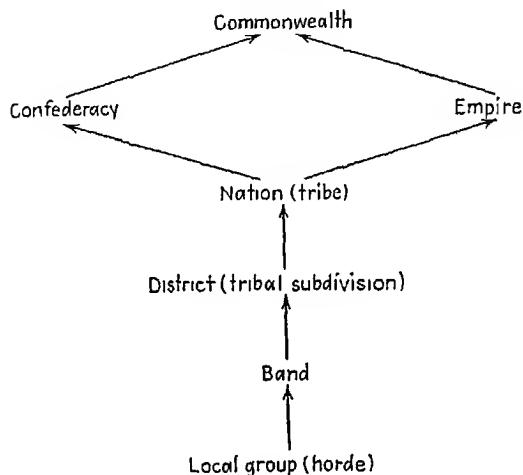 Commonwealth
Confederacy
Empire
Nation (tribe)
District (tribal subdivision)
Band
Local group (horde)